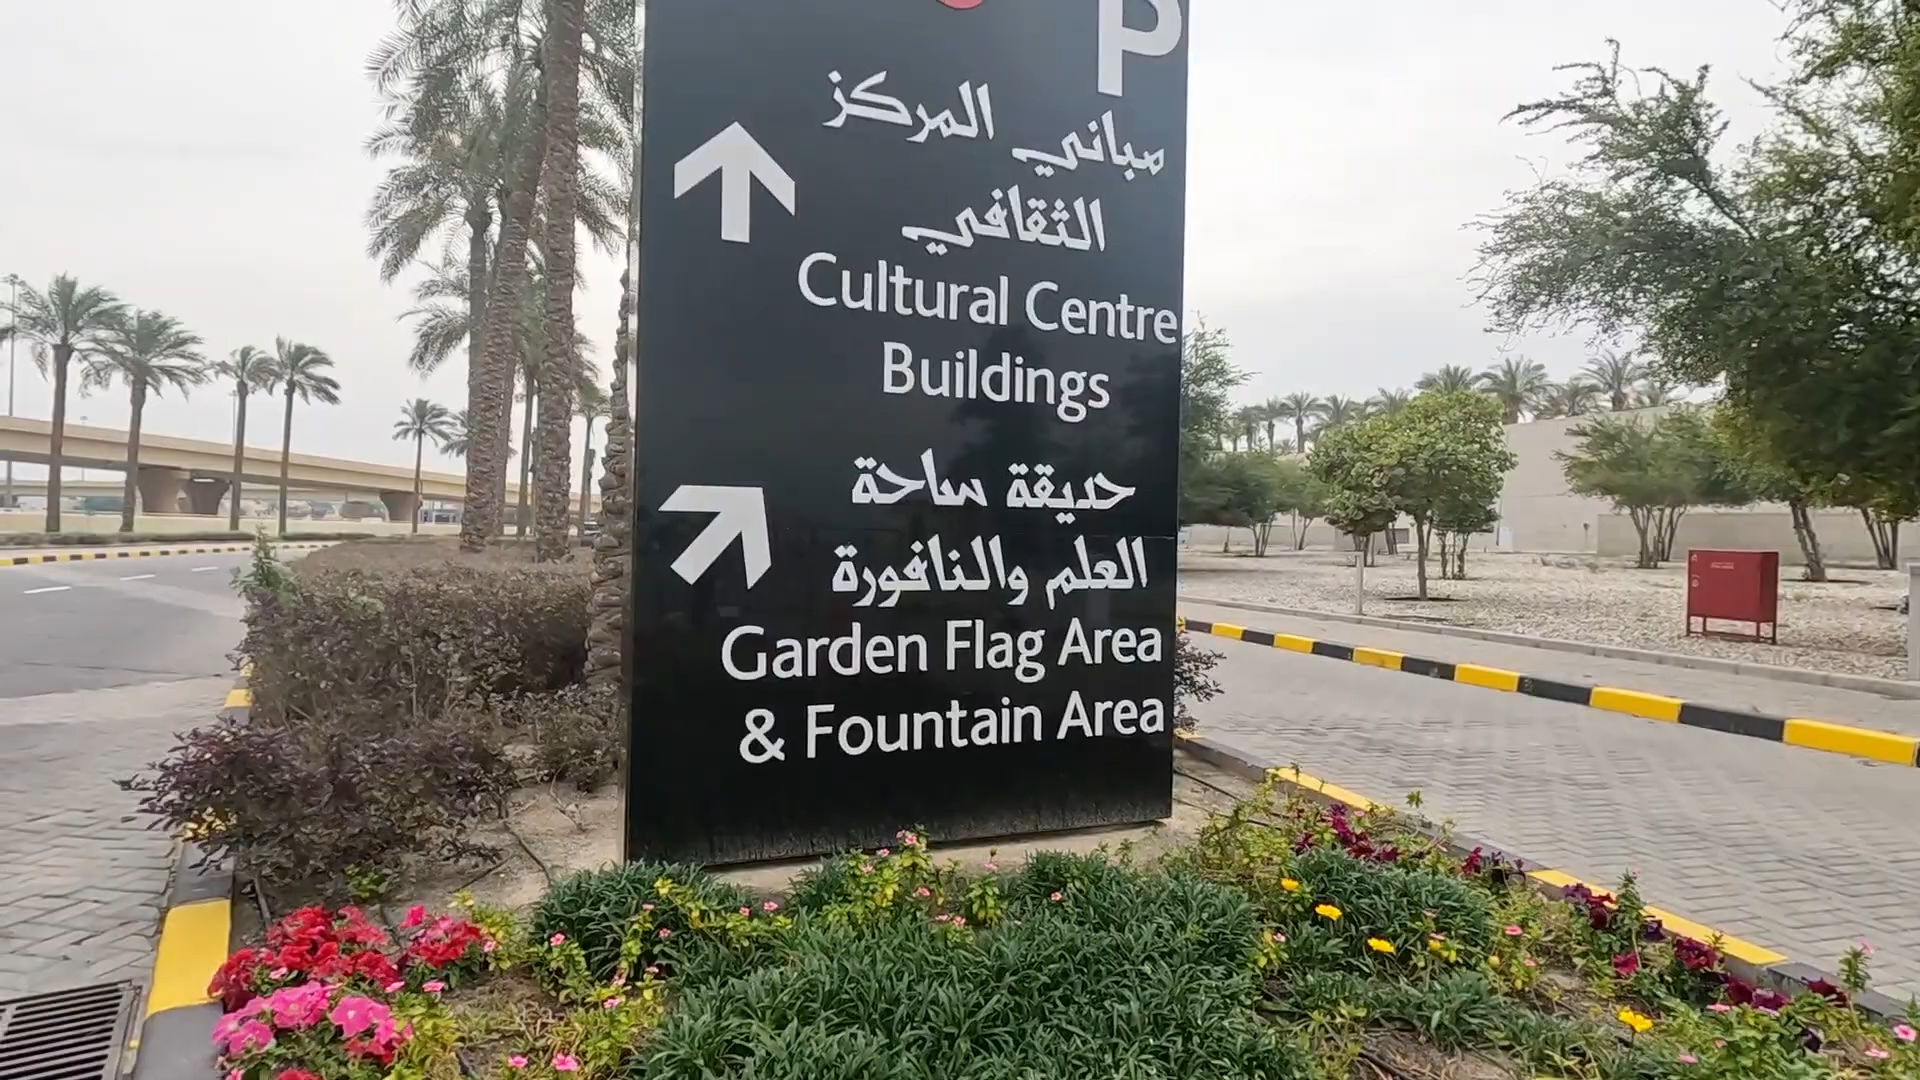 P
مباني المركز
الثقافي
Cultural Centre
Buildings
حديقة ساحة
العلم والنافورة
Garden Flag Area
& Fountain Area